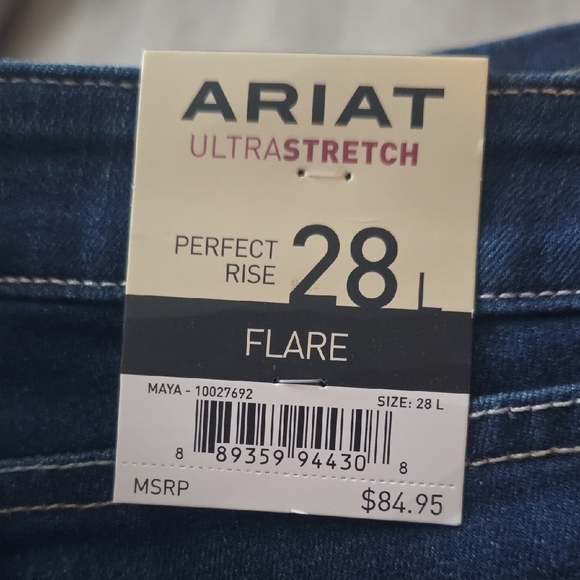 ARIAT
ULTRASTRETCH
PERFECT
RISE
28 L
FLARE
MAYA - 10027692
SIZE: 28 L
8 89359 94430 8
MSRP
$84.95